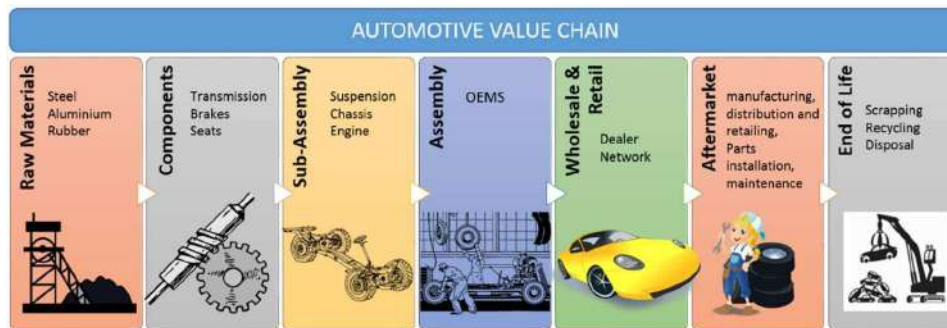 AUTOMOTIVE VALUE CHAIN
Raw Materials
Steel
Aluminium
Rubber
Components
Transmission
Brakes
Seats
Sub-Assembly
Suspension
Chassis
Engine
Assembly
OEMS
Wholesale &
Retail
Dealer
Network
Aftermarket
manufacturing,
distribution and
retailing,
Parts
installation,
maintenance
End of Life
Scrapping
Recycling
Disposal